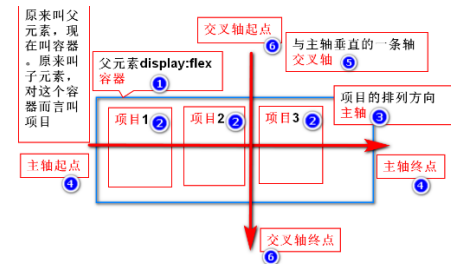 原来叫父
元素，现
在叫容器
。原来叫
子元素，
对这个容
器而言叫
项目
交叉轴起点
6
与主轴垂直的一条轴
交叉轴
5
父元素display:flex
容器
1
项目的排列方向
主轴
3
项目1
2
项目2
2
项目3
2
主轴起点
4
主轴终点
4
交叉轴终点
6